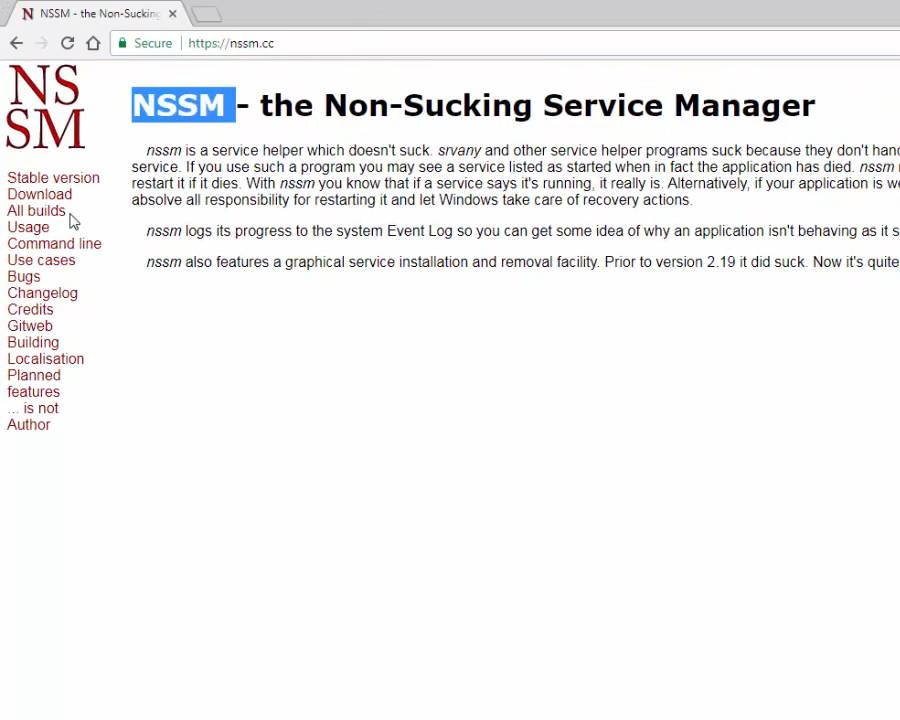 NSSM - the Non-Sucking
Secure https://nssm.cc
NS
SM
Stable version
Download
All builds
Usage
Command line
Use cases
Bugs
Changelog
Credits
Gitweb
Building
Localisation
Planned
features
... is not
Author
NSSM - the Non-Sucking Service Manager
nssm is a service helper which doesn't suck. srvany and other service helper programs suck because they don't hand
service. If you use such a program you may see a service listed as started when in fact the application has died. nssm
restart it if it dies. With nssm you know that if a service says it's running, it really is. Alternatively, if your application is we
absolve all responsibility for restarting it and let Windows take care of recovery actions.
nssm logs its progress to the system Event Log so you can get some idea of why an application isn't behaving as it s
nssm also features a graphical service installation and removal facility. Prior to version 2.19 it did suck. Now it's quite